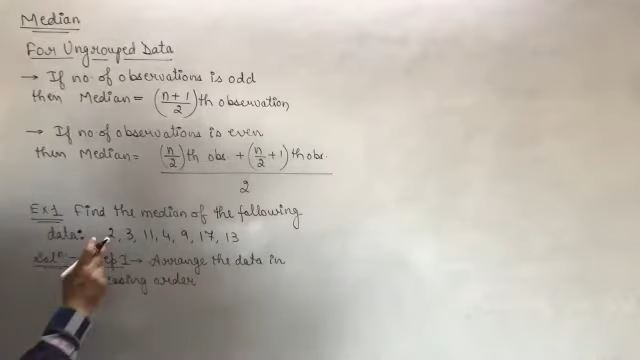 Median
For Ungrouped Data
→ If no. of observations is odd
then Median = (n+1/2)th observation
→ If no. of observations is even
then Median = (n/2)th obs + (n/2+1)th obs. / 2
Ex1 Find the median of the following
data: 2, 3, 11, 4, 9, 17, 13
Solⁿ:- I → Arrange the data in
order